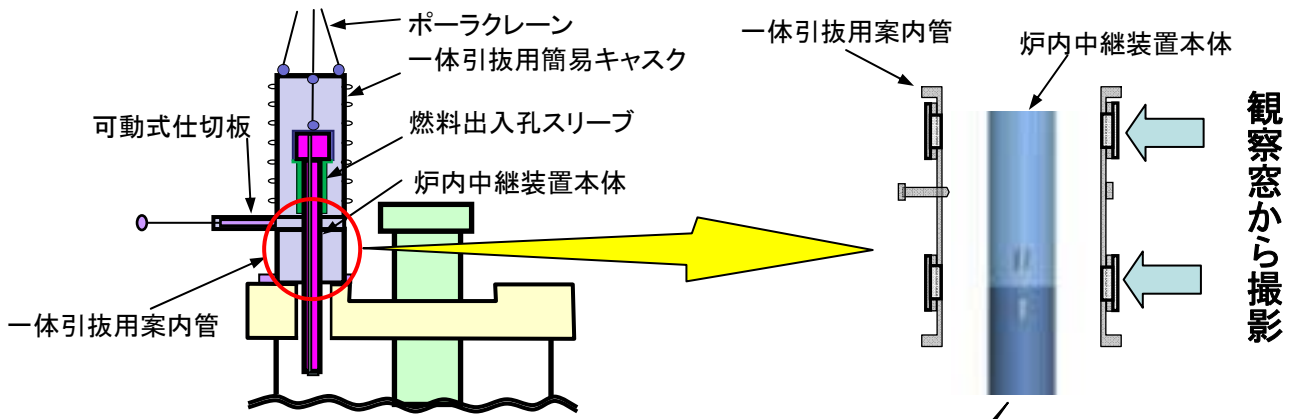 ポーラクレーン
一体引抜用簡易キャスク
可動式仕切板
燃料出入孔スリーブ
炉内中継装置本体
一体引抜用案内管
一体引抜用案内管
炉内中継装置本体
観察窓から撮影